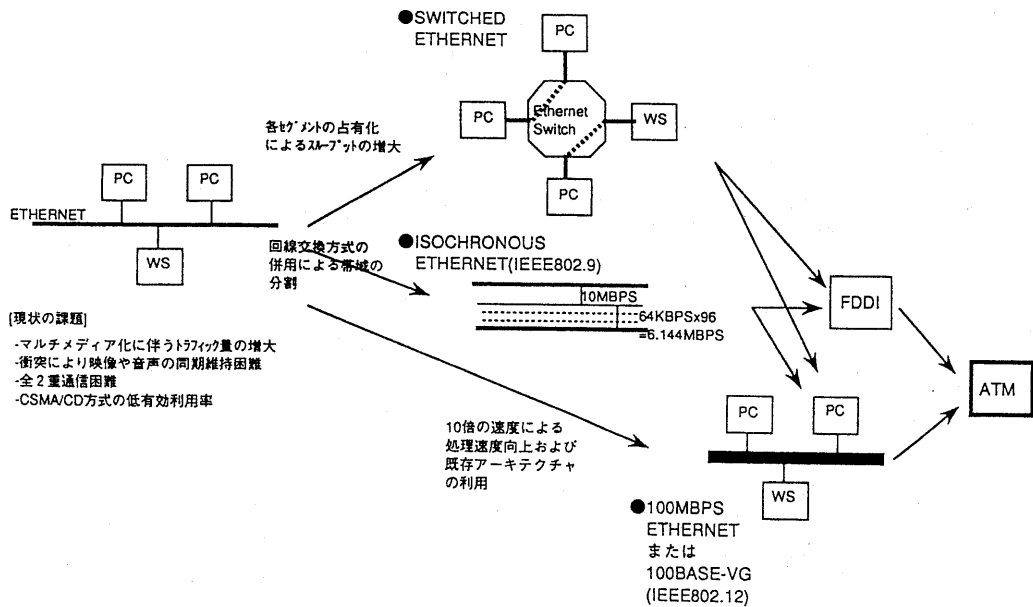 ●SWITCHED
ETHERNET
PC
PC
Ethernet
Switch
WS
PC
各ｾｸﾞﾒﾝﾄの占有化
によるｽﾙｰﾌﾟｯﾄの増大
PC
PC
ETHERNET
WS
回線交換方式の
併用による帯域の
分割
●ISOCHRONOUS
ETHERNET(IEEE802.9)
10MBPS
64KBPSx96
=6.144MBPS
[現状の課題]
-マルチメディア化に伴うﾄﾗﾌｨｯｸ量の増大
-衝突により映像や音声の同期維持困難
-全２重通信困難
-CSMA/CD方式の低有効利用率
10倍の速度による
処理速度向上および
既存アーキテクチャ
の利用
FDDI
ATM
PC
PC
WS
●100MBPS
ETHERNET
または
100BASE-VG
(IEEE802.12)